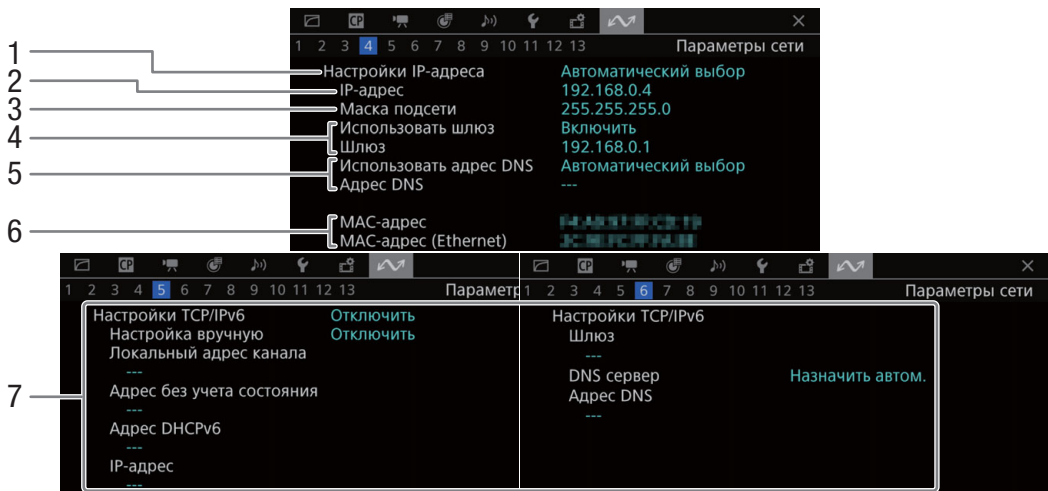 CP
1 2 3 4 5 6 7 8 9 10 11 12 13 Параметры сети
1 Настройки IP-адреса Автоматический выбор
2 IP-адрес 192.168.0.4
3 Маска подсети 255.255.255.0
4 Использовать шлюз Включить
Шлюз 192.168.0.1
5 Использовать адрес DNS Автоматический выбор
Адрес DNS ---
6 MAC-адрес
MAC-адрес (Ethernet)
CP
1 2 3 4 5 6 7 8 9 10 11 12 13 Параметр
7
Настройки TCP/IPv6 Отключить
Настройка вручную Отключить
Локальный адрес канала
---
Адрес без учета состояния
---
Адрес DHCPv6
---
IP-адрес
---
CP
1 2 3 4 5 6 7 8 9 10 11 12 13 Параметры сети
Настройки TCP/IPv6
Шлюз
---
DNS сервер Назначить автом.
Адрес DNS
---